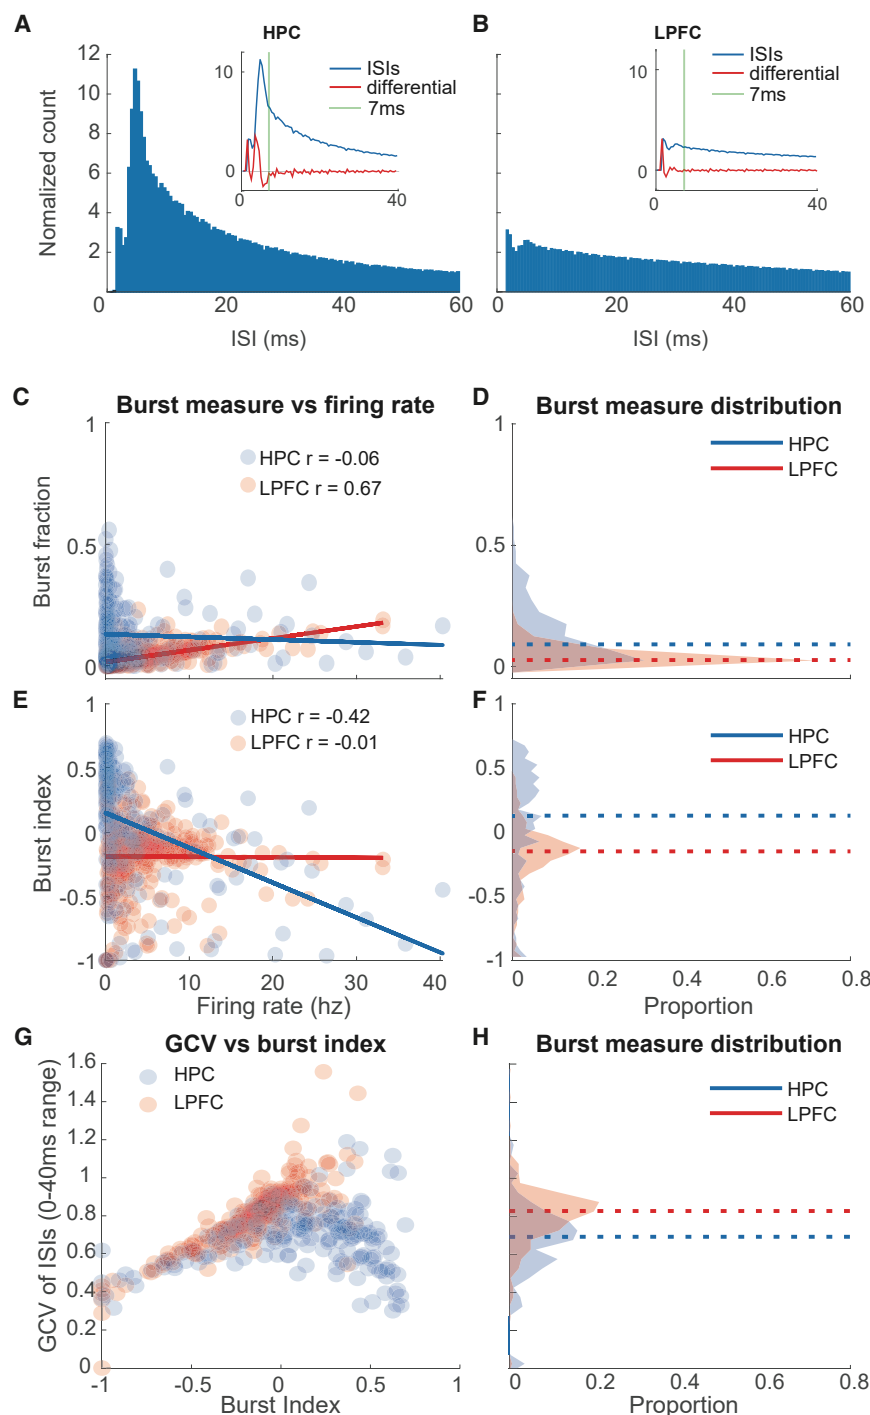 A
HPC
12
10
8
6
4
2
Nomalized count
10
0
0
40
ISIs
differential
7ms
0
20
40
60
ISI (ms)
B
LPFC
10
0
0
40
ISIs
differential
7ms
0
20
40
60
ISI (ms)
C
Burst measure vs firing rate
1
0.5
0
Burst fraction
HPC r = -0.06
LPFC r = 0.67
D
Burst measure distribution
1
0.5
0
HPC
LPFC
E
1
0.5
0
-0.5
-1
Burst index
HPC r = -0.42
LPFC r = -0.01
0
10
20
30
40
Firing rate (hz)
F
1
0.5
0
-0.5
-1
HPC
LPFC
0
0.2
0.4
0.6
0.8
Proportion
G
GCV vs burst index
1.6
1.4
1.2
1
0.8
0.6
0.4
0.2
0
GCV of ISIs (0-40ms range)
HPC
LPFC
-1
-0.5
0
0.5
1
Burst Index
H
Burst measure distribution
HPC
LPFC
0
0.2
0.4
0.6
0.8
Proportion